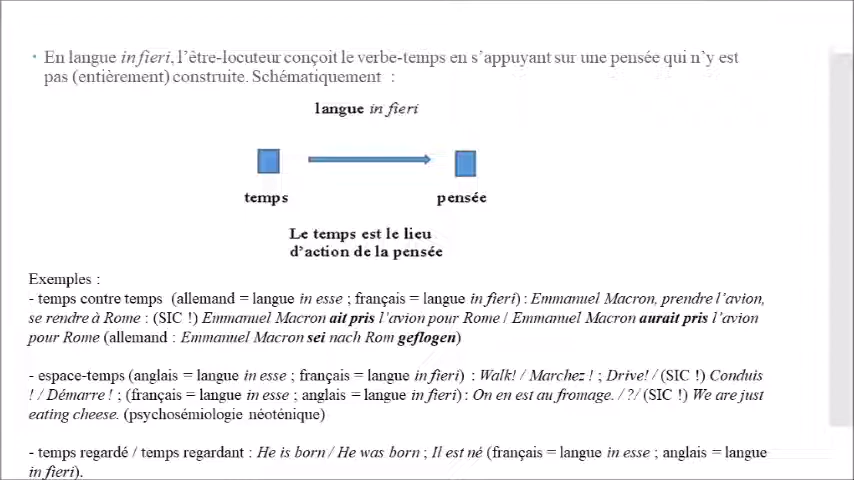 • En langue in fieri, l'être-locuteur conçoit le verbe-temps en s'appuyant sur une pensée qui n'y est
pas (entièrement) construite. Schématiquement :
langue in fieri
temps
pensée
Le temps est le lieu
d'action de la pensée
Exemples :
- temps contre temps (allemand = langue in esse ; français = langue in fieri) : Emmanuel Macron, prendre l'avion,
se rendre à Rome : (SIC !) Emmanuel Macron ait pris l'avion pour Rome / Emmanuel Macron aurait pris l'avion
pour Rome (allemand : Emmanuel Macron sei nach Rom geflogen)
- espace-temps (anglais = langue in esse ; français = langue in fieri) : Walk! / Marchez ! ; Drive! / (SIC !) Conduis
! / Démarre ! ; (français = langue in esse ; anglais = langue in fieri) : On en est au fromage. / ?/ (SIC !) We are just
eating cheese. (psychosémiologie néoténique)
- temps regardé / temps regardant : He is born / He was born ; Il est né (français = langue in esse ; anglais = langue
in fieri).